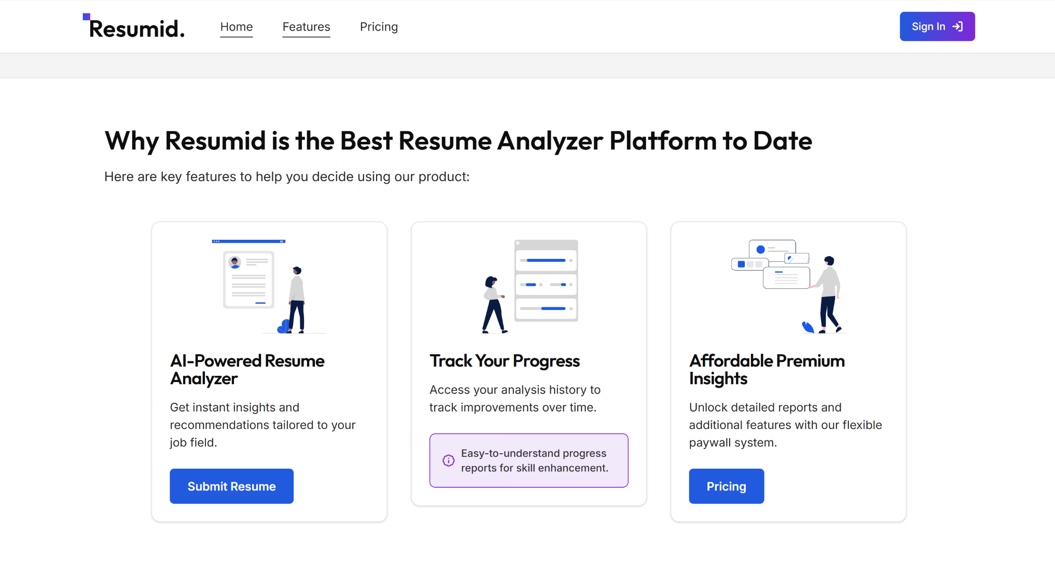 Resumid.
Home
Features
Pricing
Sign In
Why Resumid is the Best Resume Analyzer Platform to Date
Here are key features to help you decide using our product:
AI-Powered Resume
Analyzer
Get instant insights and
recommendations tailored to your
job field.
Submit Resume
Track Your Progress
Access your analysis history to
track improvements over time.
Easy-to-understand progress
reports for skill enhancement.
Affordable Premium
Insights
Unlock detailed reports and
additional features with our flexible
paywall system.
Pricing